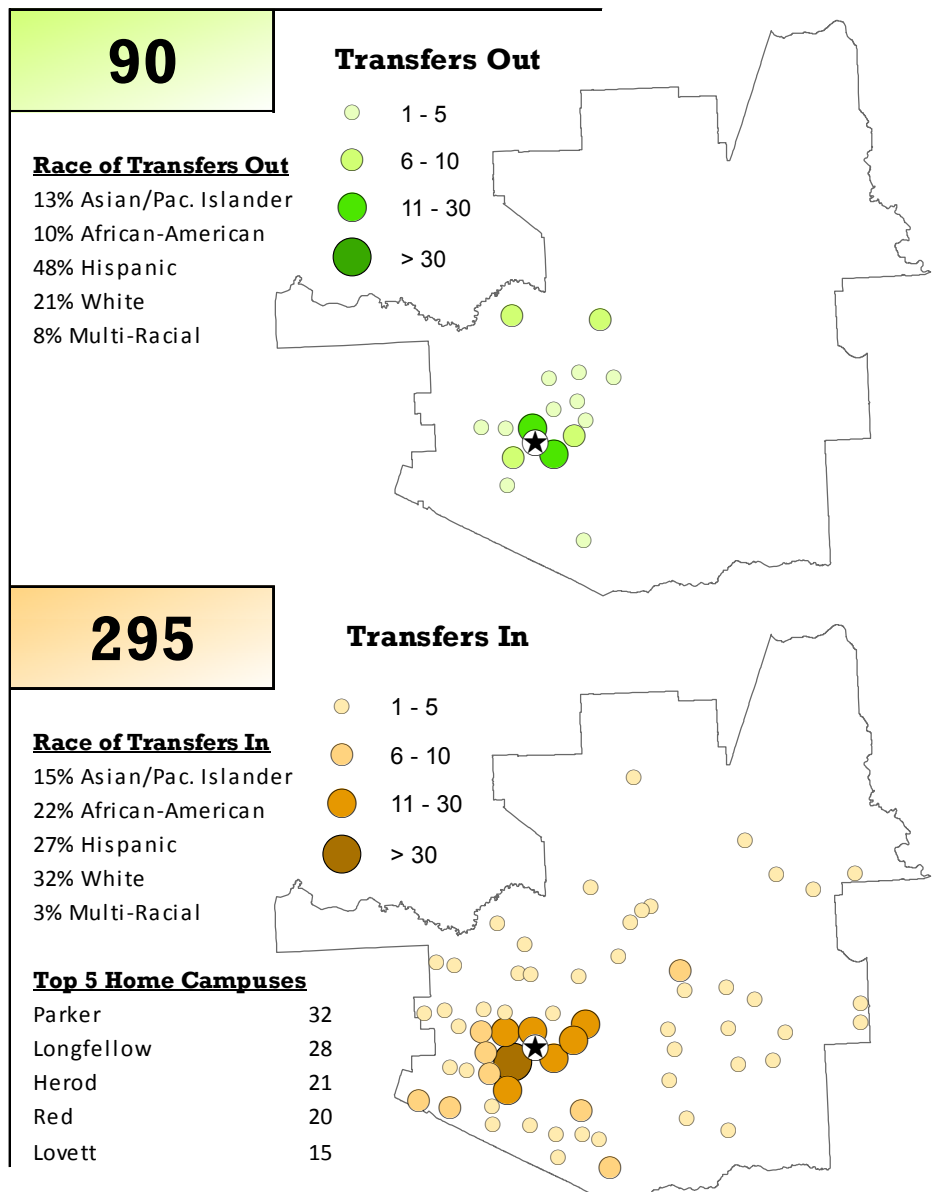 90
Transfers Out
1 - 5
6 - 10
11 - 30
> 30
Race of Transfers Out
13% Asian/Pac. Islander
10% African-American
48% Hispanic
21% White
8% Multi-Racial
295
Transfers In
1 - 5
6 - 10
11 - 30
> 30
Race of Transfers In
15% Asian/Pac. Islander
22% African-American
27% Hispanic
32% White
3% Multi-Racial
Top 5 Home Campuses
Parker 32
Longfellow 28
Herod 21
Red 20
Lovett 15